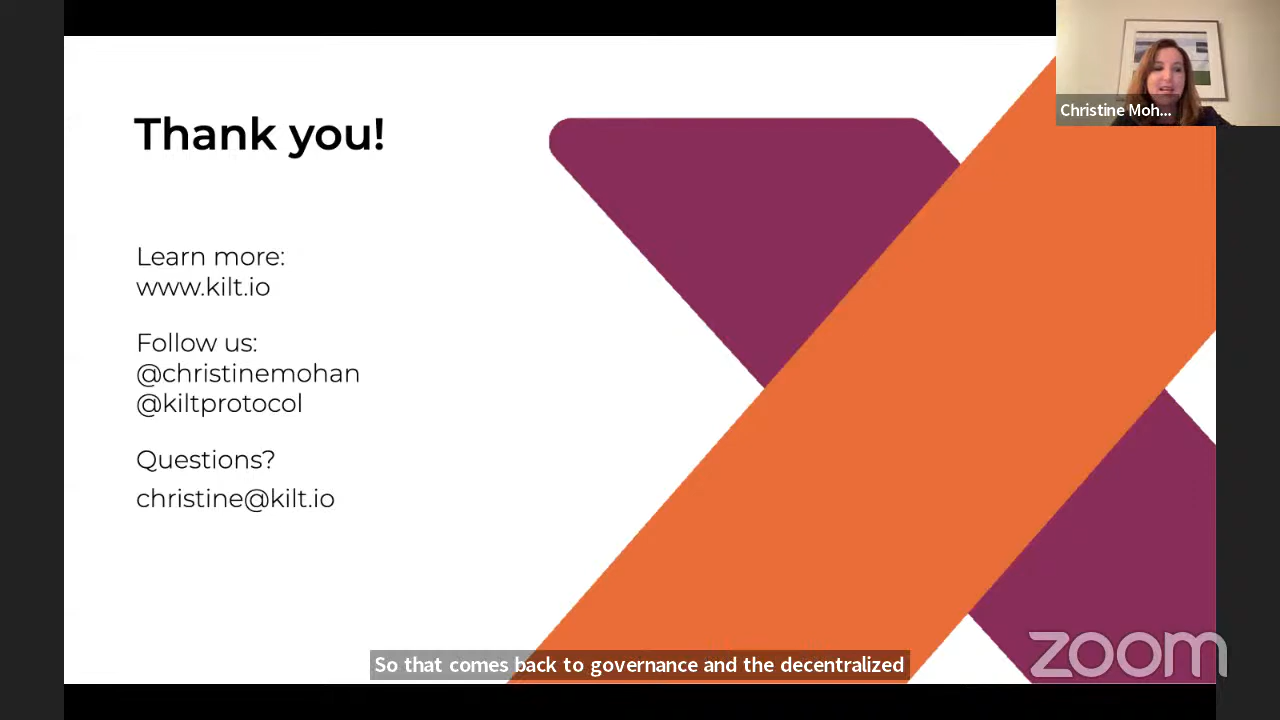 Thank you!
Learn more:
www.kilt.io
Follow us:
@christinemohan
@kiltprotocol
Questions?
christine@kilt.io
Christine Moh...
So that comes back to governance and the decentralized
zoom